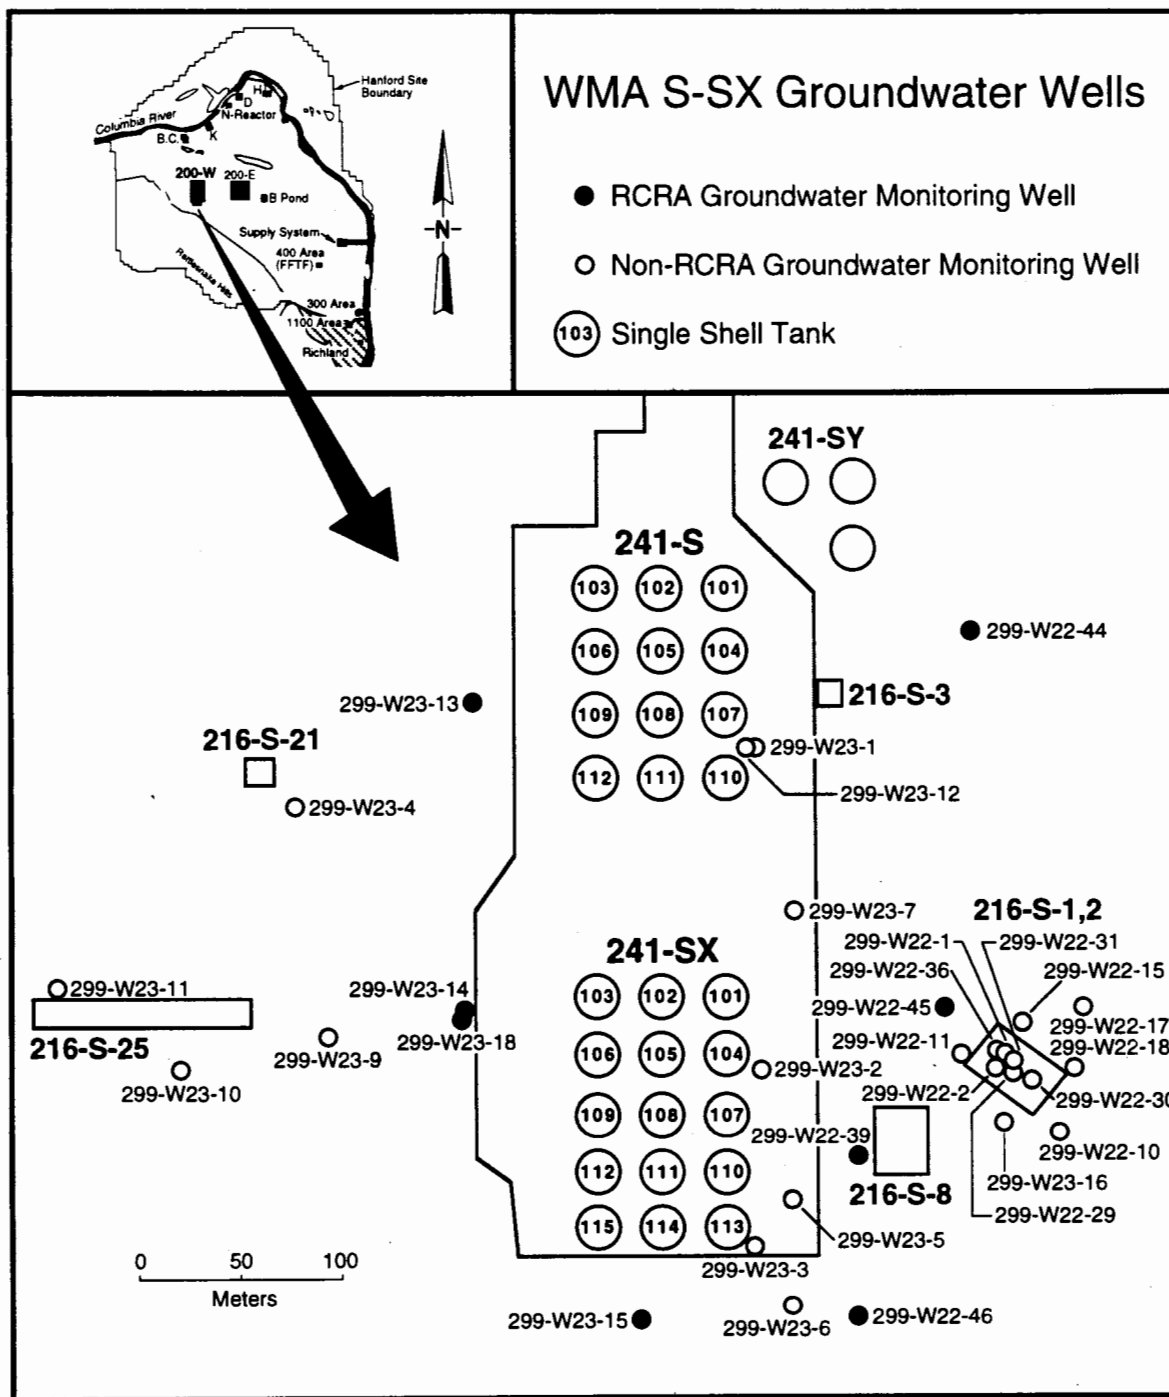 Hanford Site
Boundary
H
D
N-Reactor
Columbia River
K
B.C.
200-W
200-E
B Pond
Supply System
400 Area
(FFTF)
Rattlesnake Hills
300 Area
1100 Area
Richland
-N-
WMA S-SX Groundwater Wells
RCRA Groundwater Monitoring Well
Non-RCRA Groundwater Monitoring Well
103 Single Shell Tank
241-SY
241-S
103 102 101
106 105 104
109 108 107
112 111 110
299-W22-44
216-S-3
299-W23-13
216-S-21
299-W23-4
299-W23-1
299-W23-12
299-W23-7
216-S-1,2
299-W22-1
299-W22-31
299-W22-36
299-W22-15
241-SX
103 102 101
106 105 104
109 108 107
112 111 110
115 114 113
299-W23-11
216-S-25
299-W23-10
299-W23-14
299-W23-18
299-W23-9
299-W22-45
299-W22-17
299-W22-11
299-W22-18
299-W23-2
299-W22-2
299-W22-30
299-W22-39
299-W22-10
299-W23-16
216-S-8
299-W22-29
299-W23-5
299-W23-3
0 50 100
Meters
299-W23-15
299-W23-6
299-W22-46